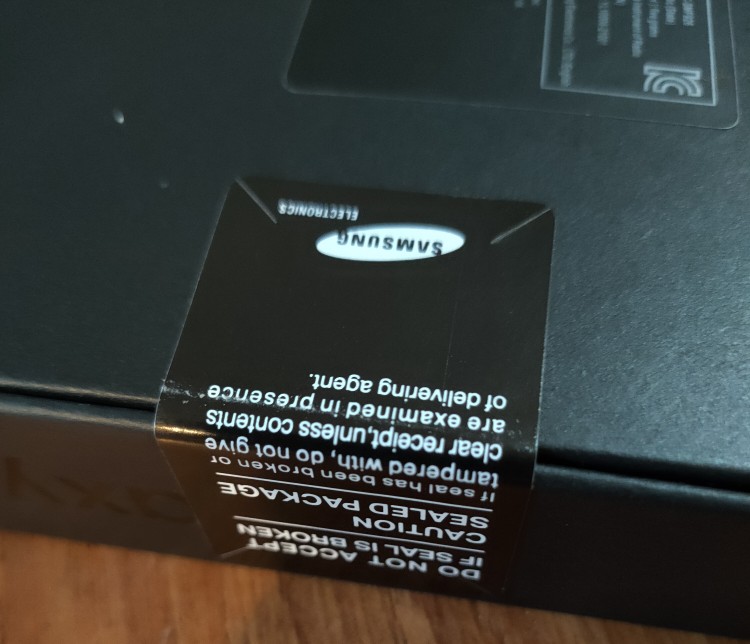 DO NOT ACCEPT
IF SEAL IS BROKEN
CAUTION
SEALED PACKAGE
If seal has been broken or
tampered with, do not give
clear receipt,unless contents
are examined in presence
of delivering agent.
SAMSUNG
ELECTRONICS